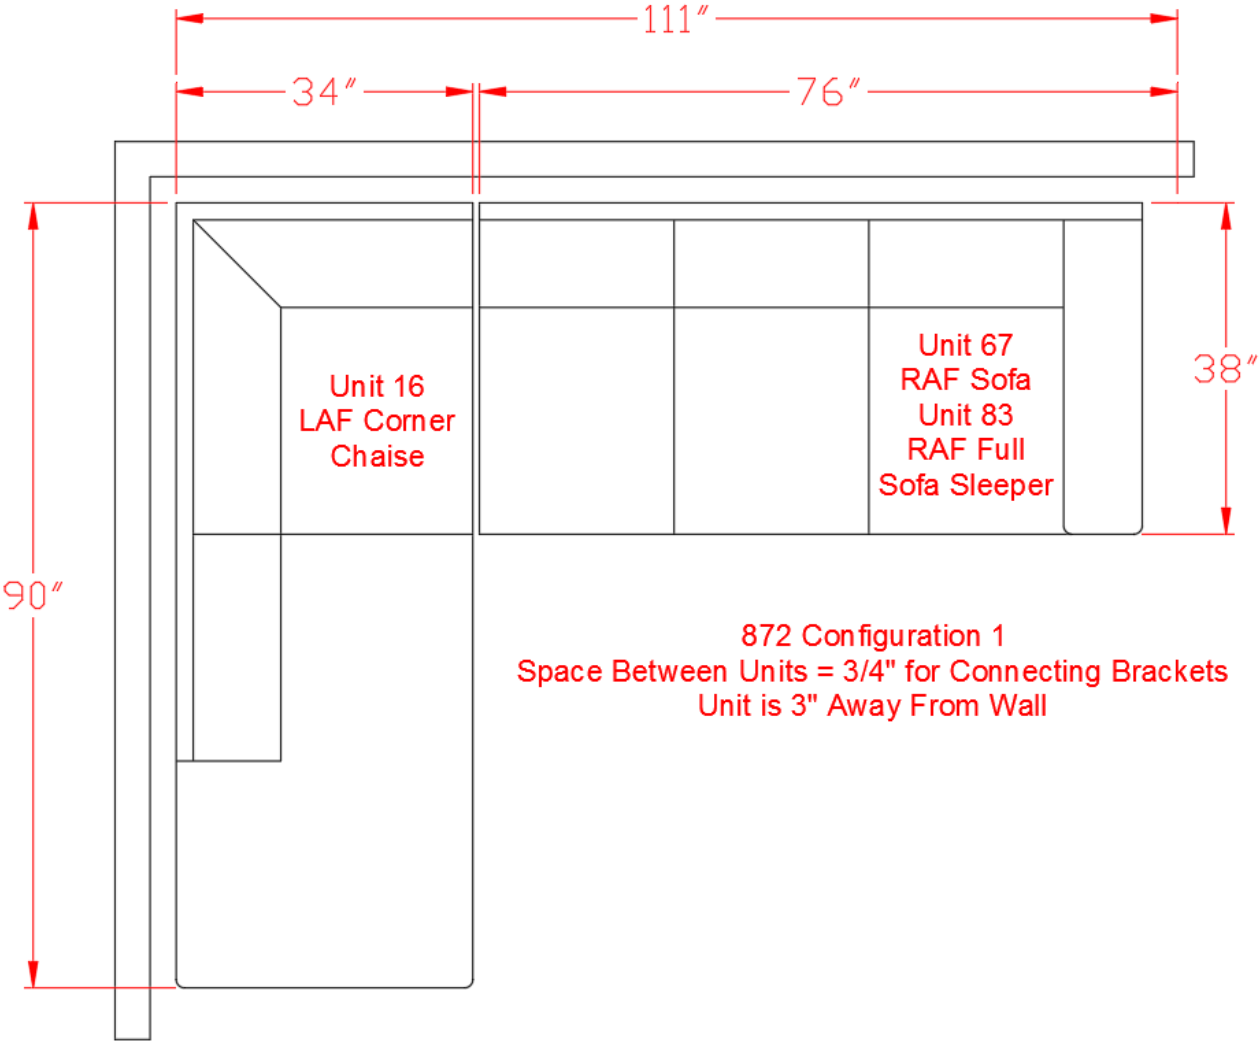 111"
34"
76"
Unit 67
RAF Sofa
Unit 83
RAF Full
Sofa Sleeper
38"
Unit 16
LAF Corner
Chaise
90"
872 Configuration 1
Space Between Units = 3/4" for Connecting Brackets
Unit is 3" Away From Wall